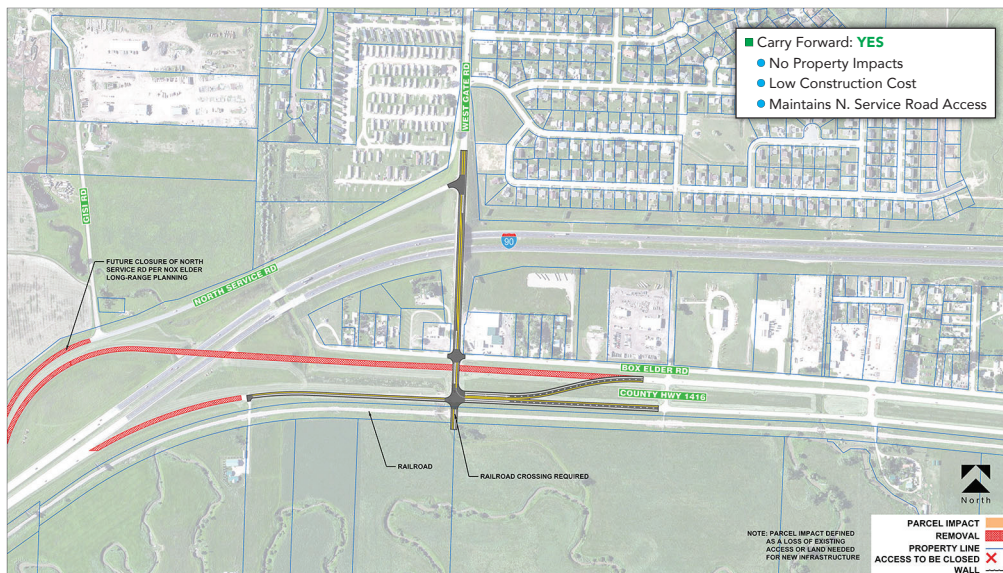 Carry Forward: YES
No Property Impacts
Low Construction Cost
Maintains N. Service Road Access
WEST GATE RD
GISI RD
90
FUTURE CLOSURE OF NORTH
SERVICE RD PER NOX ELDER
LONG-RANGE PLANNING
NORTH SERVICE RD
BOX ELDER RD
COUNTY HWY 1416
RAILROAD
RAILROAD CROSSING REQUIRED
North
NOTE: PARCEL IMPACT DEFINED
AS A LOSS OF EXISTING
ACCESS OR LAND NEEDED
FOR NEW INFRASTRUCTURE
PARCEL IMPACT
REMOVAL
PROPERTY LINE
ACCESS TO BE CLOSED
WALL